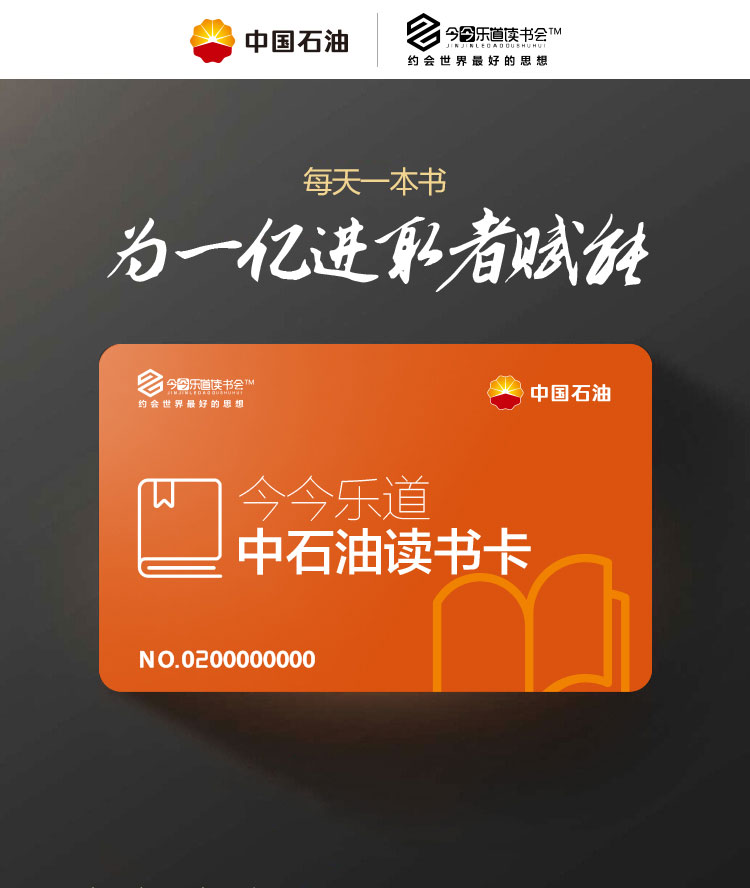 中国石油
今今乐道读书会™
JINJINLEDAODUSHUHUI
约会世界最好的思想
每天一本书
为一亿进取者赋能
今今乐道读书会™
JINJINLEDAODUSHUHUI
约会世界最好的思想
中国石油
今今乐道
中石油读书卡
NO.0200000000